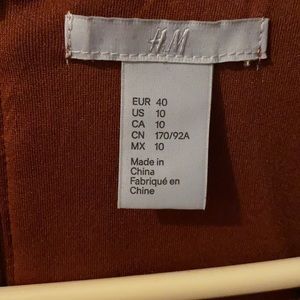 H&M
EUR 40
US 10
CA 10
CN 170/92A
MX 10
Made in
China
Fabriqué en
Chine